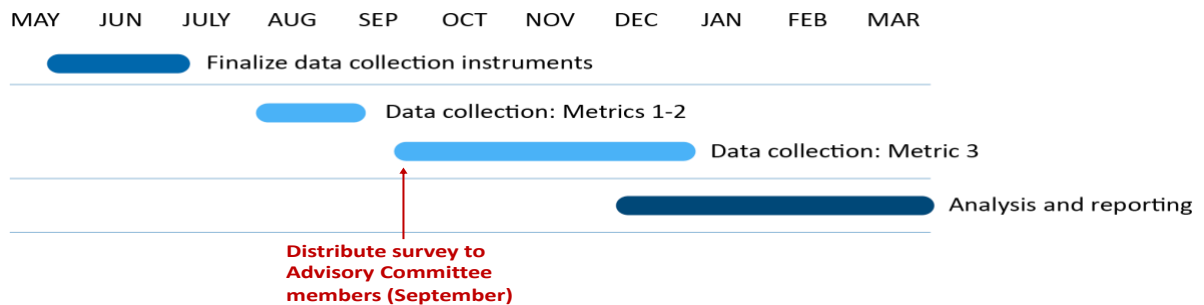 MAY JUN JULY AUG SEP OCT NOV DEC JAN FEB MAR
Finalize data collection instruments
Data collection: Metrics 1-2
Data collection: Metric 3
Analysis and reporting
Distribute survey to
Advisory Committee
members (September)